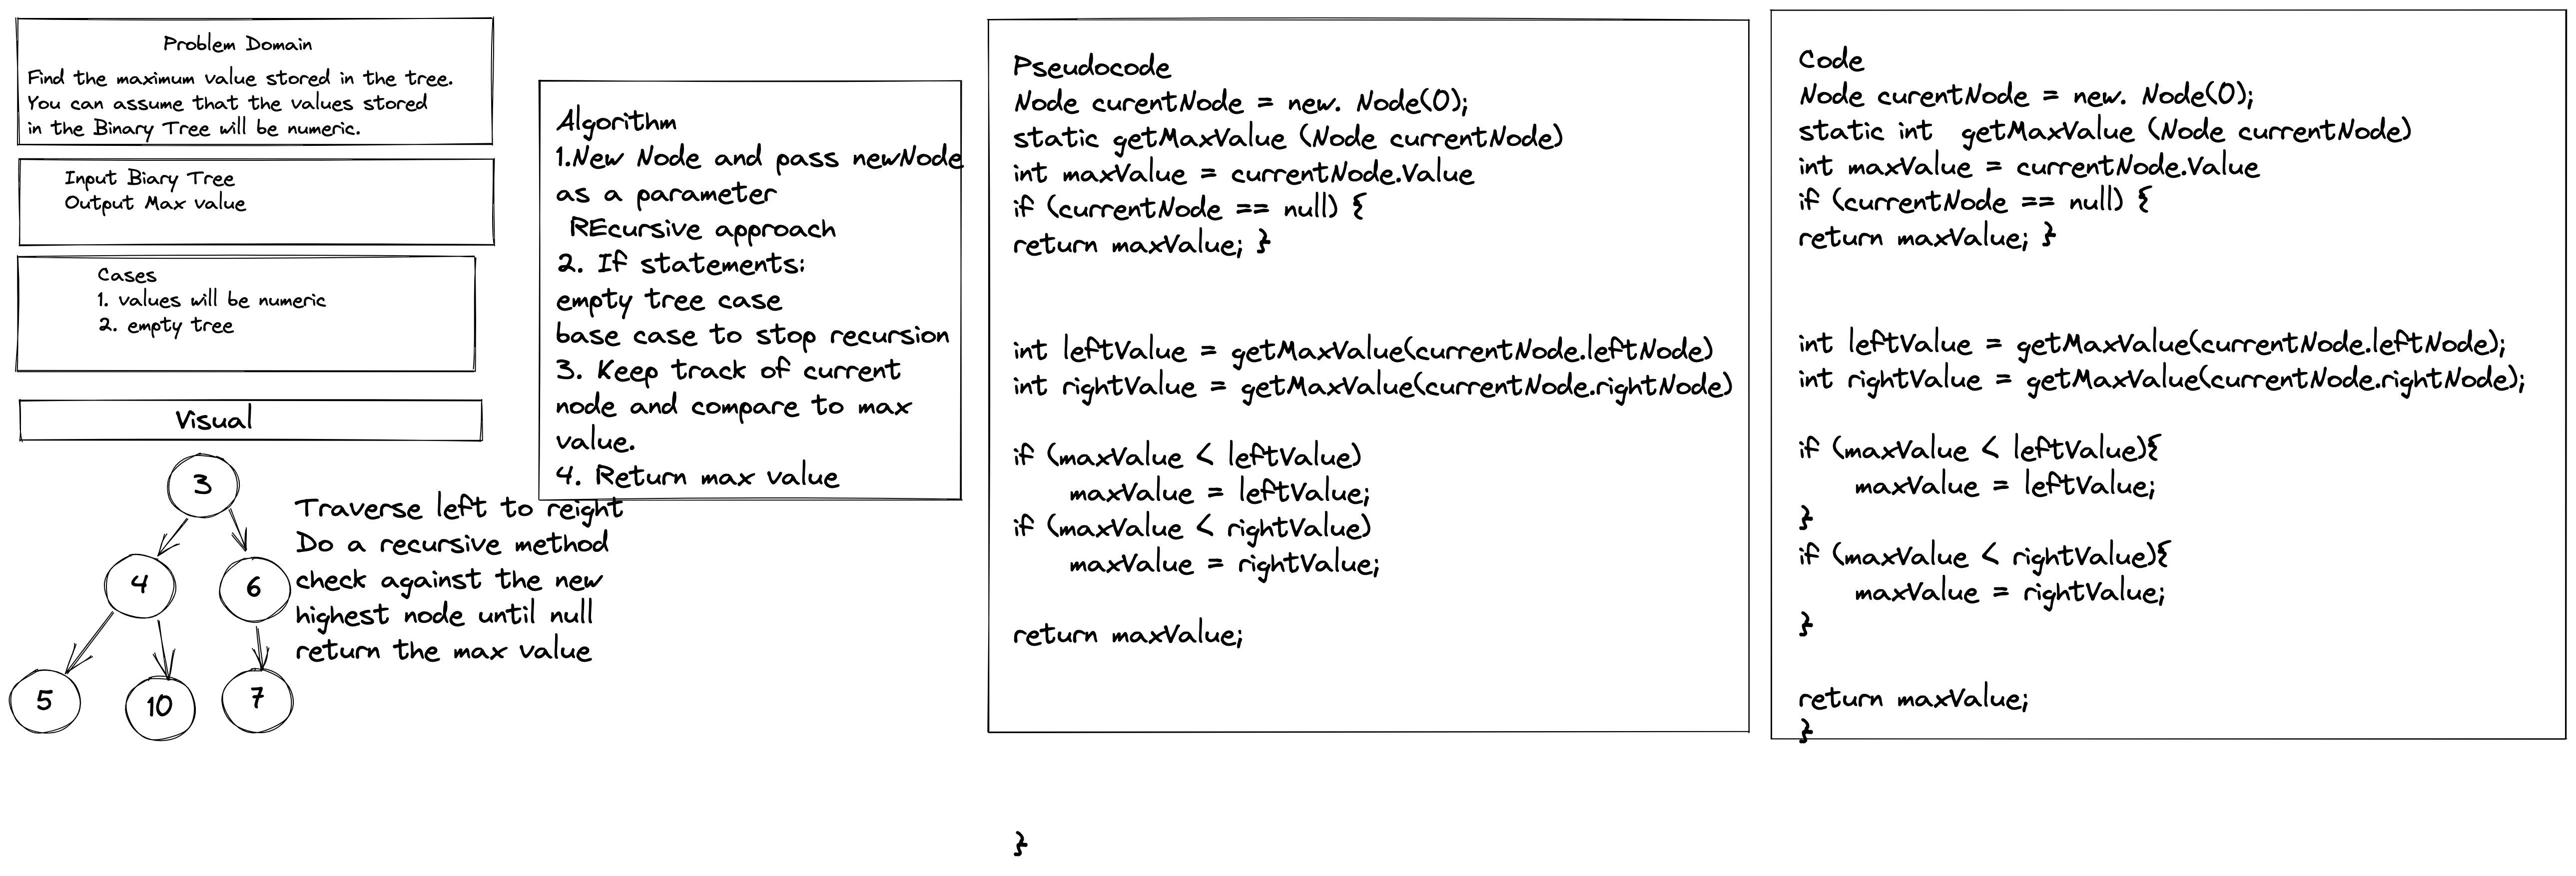 Problem Domain
Find the maximum value stored in the tree.
You can assume that the values stored
in the Binary Tree will be numeric.
Input Biary Tree
Output Max value
Cases
1. values will be numeric
2. empty tree
Visual
3
4
6
5
10
7
Traverse left to reight
Do a recursive method
check against the new
highest node until null
return the max value
Algorithm
1.New Node and pass newNode
as a parameter
REcursive approach
2. If statements:
empty tree case
base case to stop recursion
3. Keep track of current
node and compare to max
value.
4. Return max value
Pseudocode
Node curentNode = new. Node(0);
static getMaxValue (Node currentNode)
int maxValue = currentNode.Value
if (currentNode == null) {
return maxValue; }
int leftValue = getMaxValue(currentNode.leftNode)
int rightValue = getMaxValue(currentNode.rightNode)
if (maxValue < leftValue)
maxValue = leftValue;
if (maxValue < rightValue)
maxValue = rightValue;
return maxValue;
}
Code
Node curentNode = new. Node(0);
static int getMaxValue (Node currentNode)
int maxValue = currentNode.Value
if (currentNode == null) {
return maxValue; }
int leftValue = getMaxValue(currentNode.leftNode);
int rightValue = getMaxValue(currentNode.rightNode);
if (maxValue < leftValue){
maxValue = leftValue;
}
if (maxValue < rightValue){
maxValue = rightValue;
}
return maxValue;
}